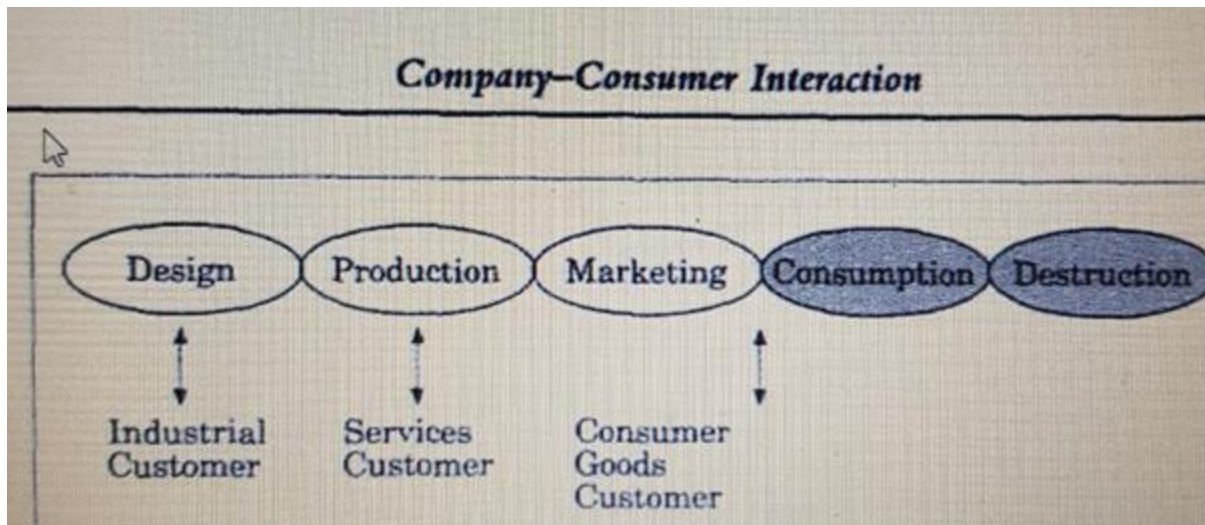 Company–Consumer Interaction
Design Production Marketing Consumption Destruction
Industrial Customer
Services Customer
Consumer Goods Customer